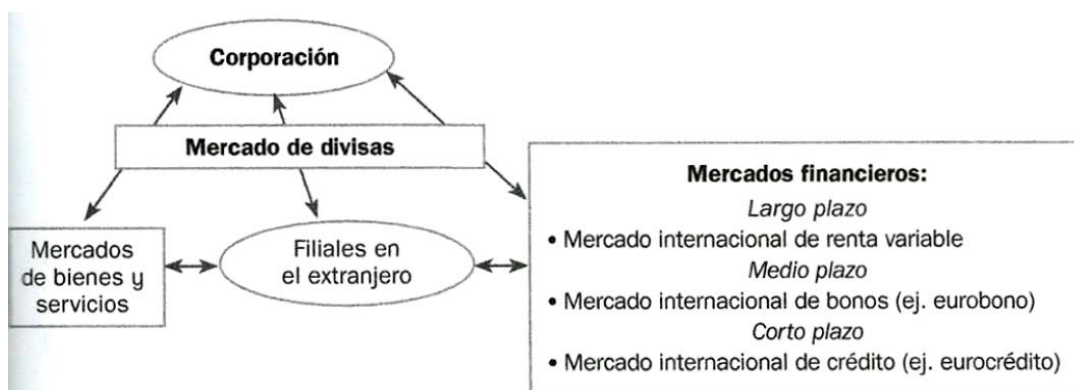 Corporación
Mercado de divisas
Mercados
de bienes y
servicios
Filiales en
el extranjero
Mercados financieros:
Largo plazo
• Mercado internacional de renta variable
Medio plazo
• Mercado internacional de bonos (ej. eurobono)
Corto plazo
• Mercado internacional de crédito (ej. eurocrédito)